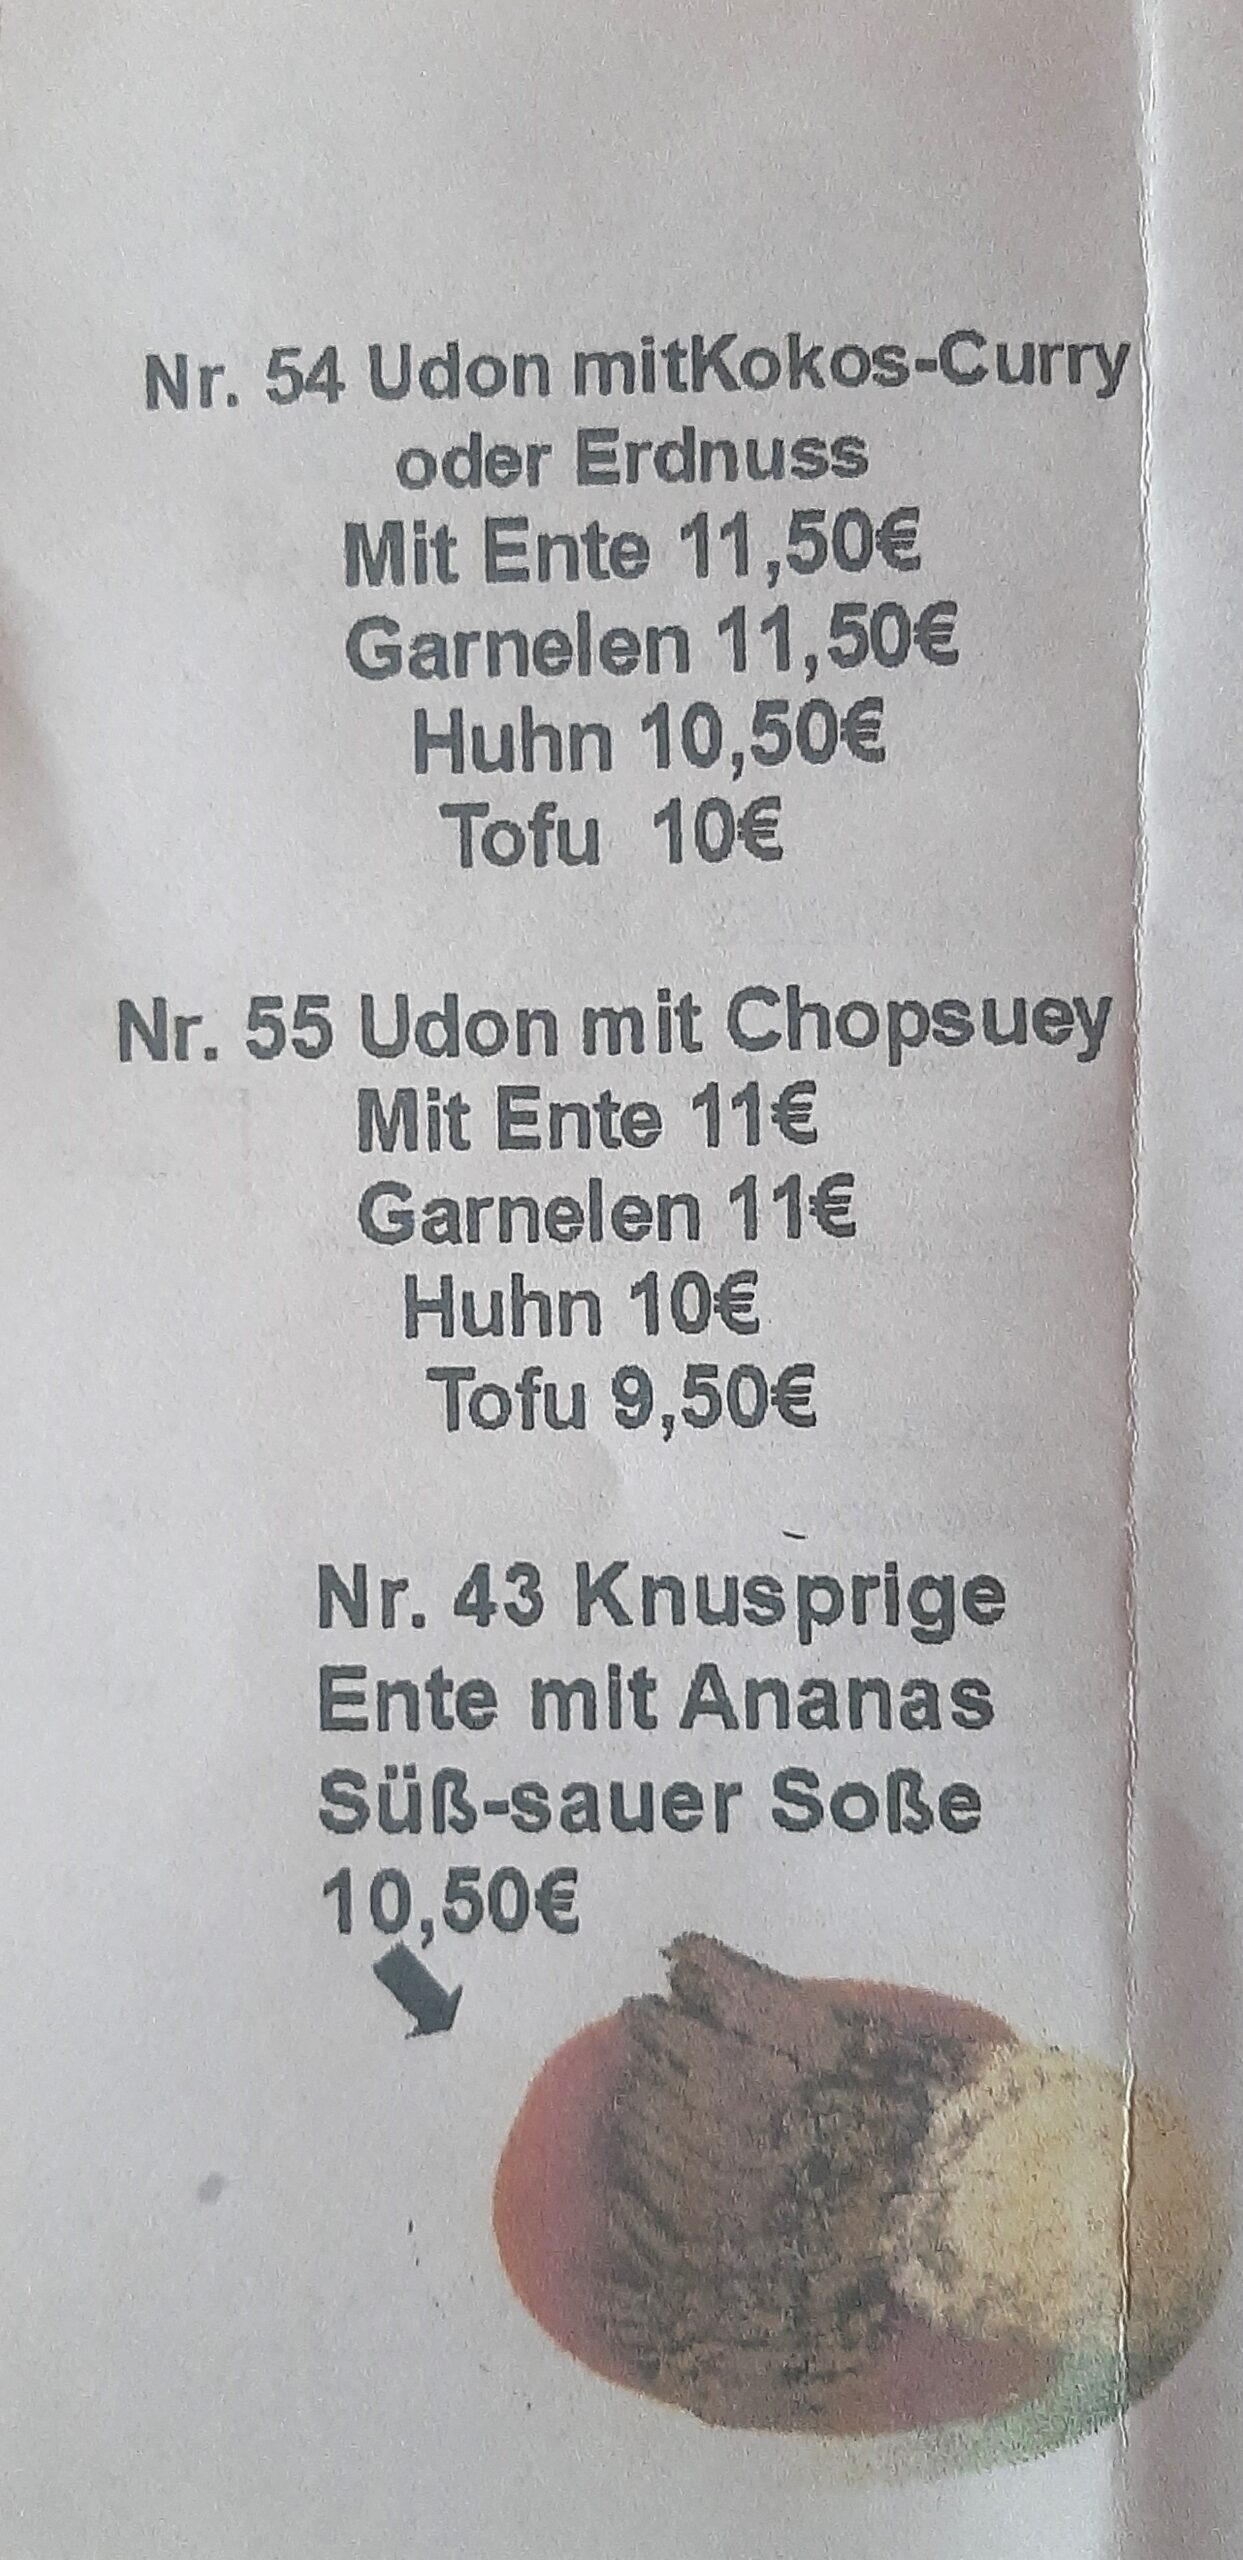 Nr. 54 Udon mitKokos-Curry
oder Erdnuss
Mit Ente 11,50€
Garnelen 11,50€
Huhn 10,50€
Tofu 10€
Nr. 55 Udon mit Chopsuey
Mit Ente 11€
Garnelen 11€
Huhn 10€
Tofu 9,50€
Nr. 43 Knusprige
Ente mit Ananas
Süß-sauer Soße
10,50€